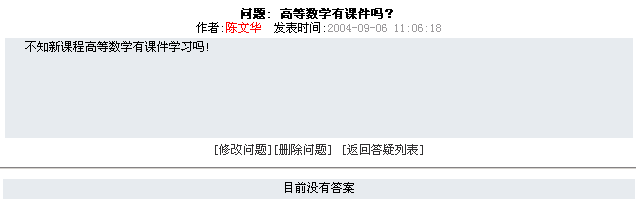 问题: 高等数学有课件吗?
作者:陈文华 发表时间:2004-09-06 11:06:18
不知新课程高等数学有课件学习吗!
[修改问题][删除问题] [返回答疑列表]
目前没有答案